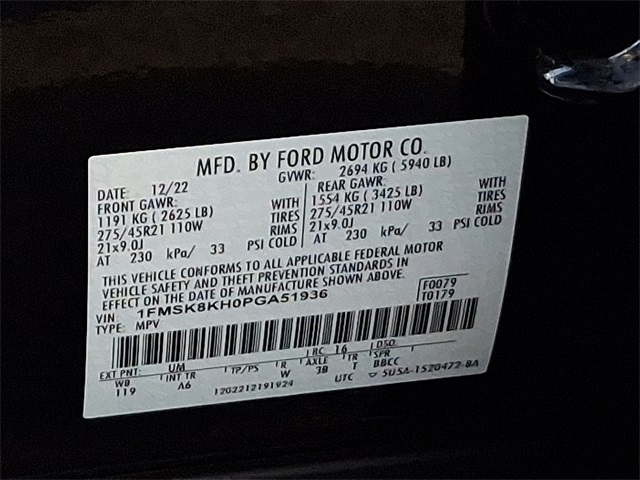 MFD. BY FORD MOTOR CO.
DATE: 12/22 GVWR: 2694 KG ( 5940 LB)
FRONT GAWR: REAR GAWR:
1191 KG ( 2625 LB) WITH 1554 KG ( 3425 LB) WITH
275/45R21 110W TIRES 275/45R21 110W TIRES
21x9.0J RIMS 21x9.0J RIMS
AT 230 kPa/ 33 PSI COLD AT 230 kPa/ 33 PSI COLD
THIS VEHICLE CONFORMS TO ALL APPLICABLE FEDERAL MOTOR
VEHICLE SAFETY AND THEFT PREVENTION STANDARDS IN
EFFECT ON THE DATE OF MANUFACTURE SHOWN ABOVE.
VIN: 1FMSK8KH0PGA51936 F0079
TYPE: MPV T0179
EXT PNT: UM RC: 16 DSO:
WB INT TR TP/PS R AXLE TR SPR
119 A6 W 3B T BBCC
1202212191924 UTC 5U5A-1520472-BA